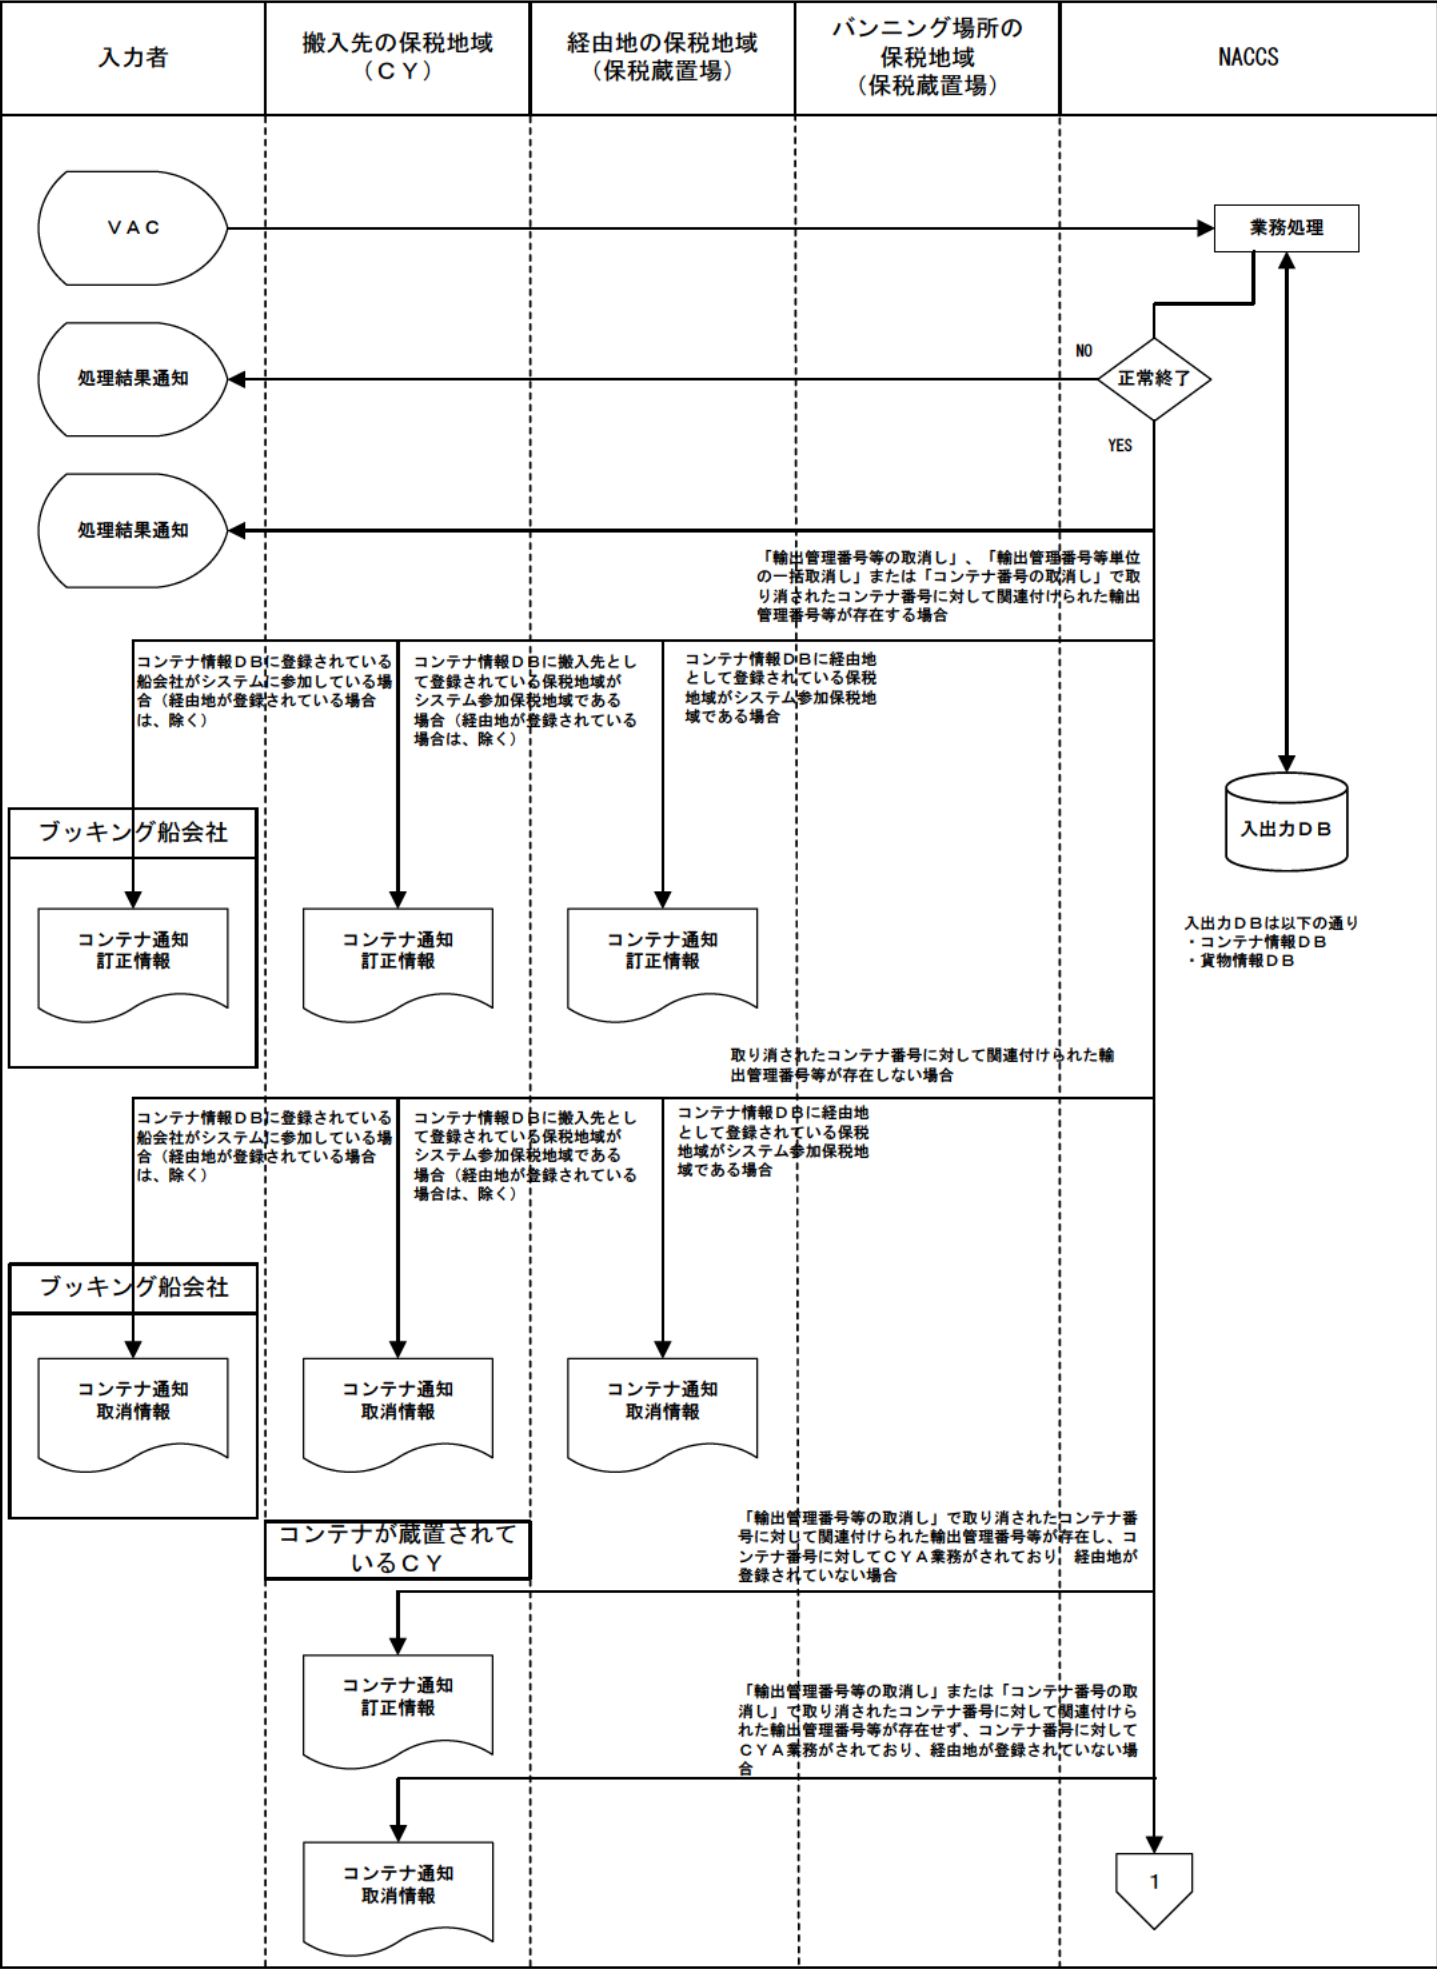 入力者
搬入先の保税地域
（ＣＹ）
経由地の保税地域
（保税蔵置場）
バンニング場所の
保税地域
（保税蔵置場）
NACCS
ＶＡＣ
業務処理
NO
正常終了
処理結果通知
YES
処理結果通知
「輸出管理番号等の取消し」、「輸出管理番号等単位
の一括取消し」または「コンテナ番号の取消し」で取
り消されたコンテナ番号に対して関連付けられた輸出
管理番号等が存在する場合
コンテナ情報ＤＢに登録されている
船会社がシステムに参加している場
合（経由地が登録されている場合
は、除く）
コンテナ情報ＤＢに搬入先とし
て登録されている保税地域が
システム参加保税地域である
場合（経由地が登録されている
場合は、除く）
コンテナ情報ＤＢに経由地
として登録されている保税
地域がシステム参加保税地
域である場合
ブッキング船会社
入出力ＤＢ
コンテナ通知
訂正情報
コンテナ通知
訂正情報
コンテナ通知
訂正情報
入出力ＤＢは以下の通り
・コンテナ情報ＤＢ
・貨物情報ＤＢ
取り消されたコンテナ番号に対して関連付けられた輸
出管理番号等が存在しない場合
コンテナ情報ＤＢに登録されている
船会社がシステムに参加している場
合（経由地が登録されている場合
は、除く）
コンテナ情報ＤＢに搬入先とし
て登録されている保税地域が
システム参加保税地域である
場合（経由地が登録されている
場合は、除く）
コンテナ情報ＤＢに経由地
として登録されている保税
地域がシステム参加保税地
域である場合
ブッキング船会社
コンテナ通知
取消情報
コンテナ通知
取消情報
コンテナ通知
取消情報
コンテナが蔵置されて
いるＣＹ
「輸出管理番号等の取消し」で取り消されたコンテナ番
号に対して関連付けられた輸出管理番号等が存在し、コ
ンテナ番号に対してＣＹＡ業務がされており、経由地が
登録されていない場合
コンテナ通知
訂正情報
「輸出管理番号等の取消し」または「コンテナ番号の取
消し」で取り消されたコンテナ番号に対して関連付けら
れた輸出管理番号等が存在せず、コンテナ番号に対して
ＣＹＡ業務がされており、経由地が登録されていない場
合
コンテナ通知
取消情報
1